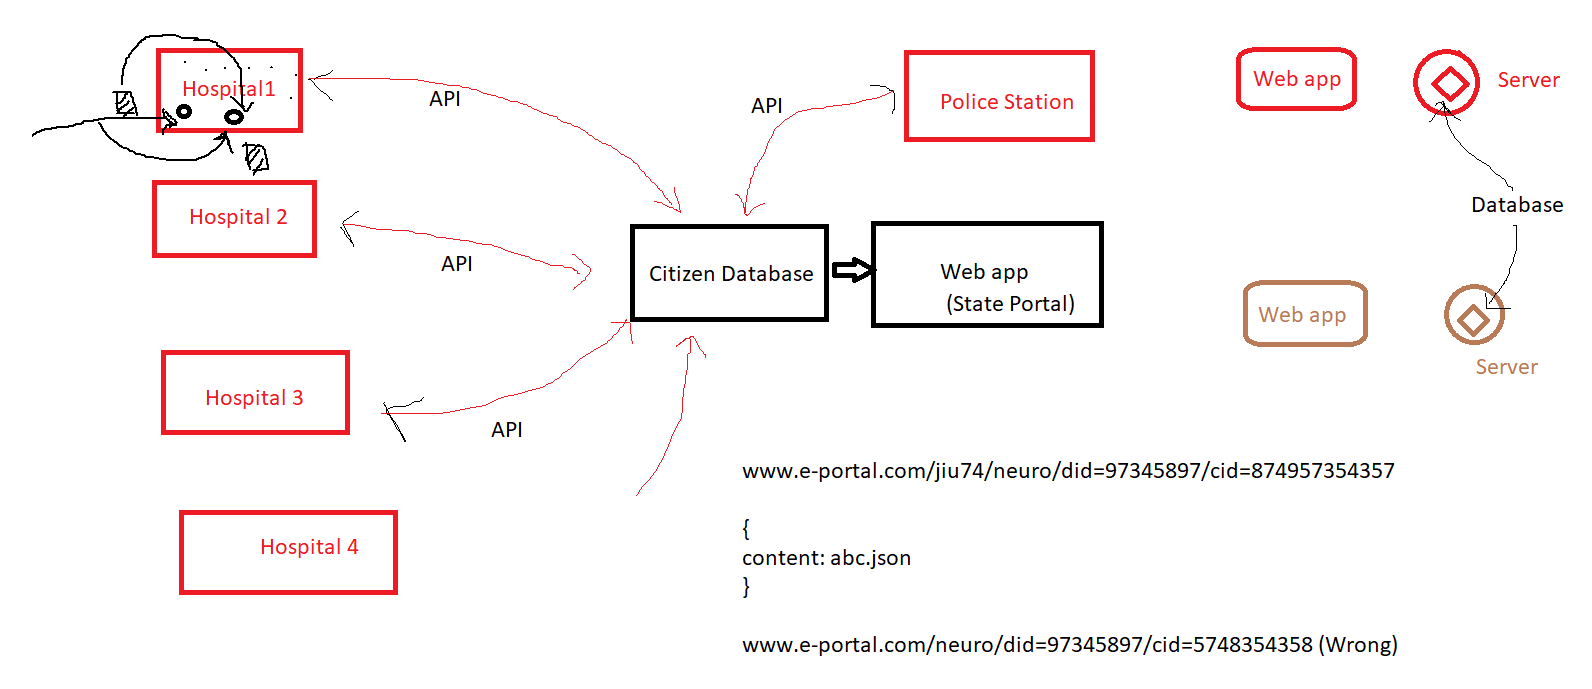 Hospital1
API
API
Police Station
Web app
Server
Hospital 2
API
Citizen Database
Web app
(State Portal)
Database
Web app
Server
Hospital 3
API
Hospital 4
www.e-portal.com/jiu74/neuro/did=97345897/cid=874957354357
{
content: abc.json
}
www.e-portal.com/neuro/did=97345897/cid=5748354358 (Wrong)